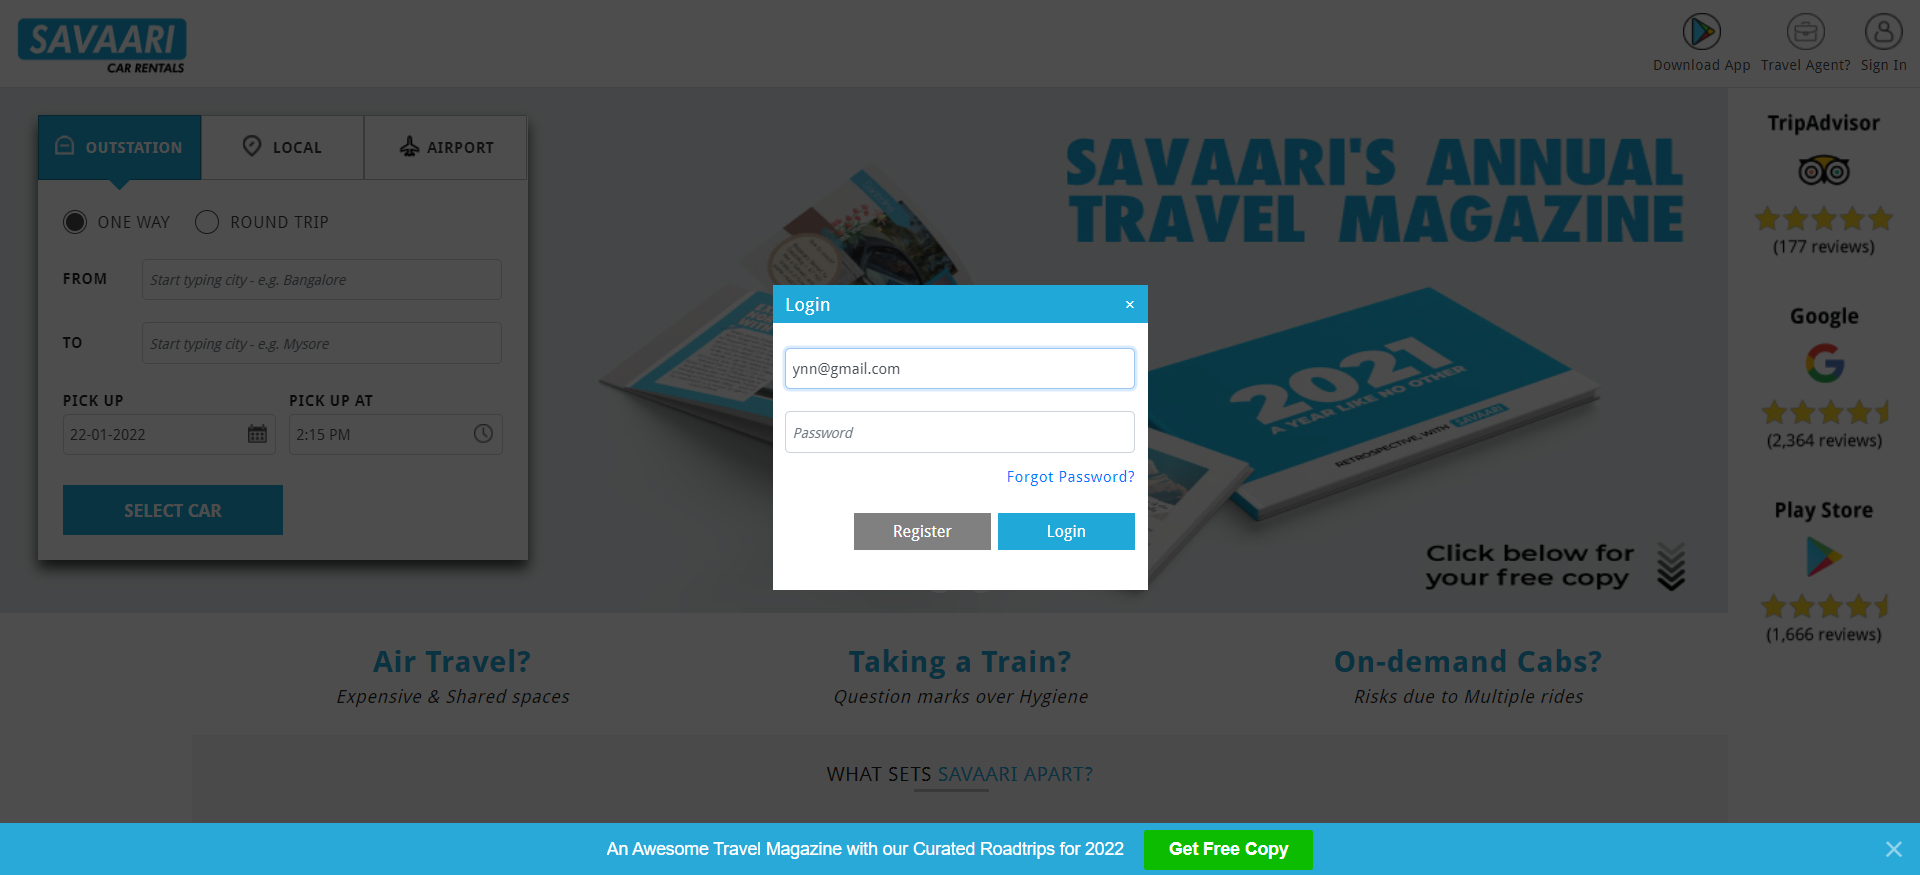 SAVAARI
CAR RENTALS
Download App
Travel Agent?
Sign In
OUTSTATION
LOCAL
AIRPORT
ONE WAY
ROUND TRIP
FROM
Start typing city - e.g. Bangalore
TO
Start typing city - e.g. Mysore
PICK UP
PICK UP AT
22-01-2022
2:15 PM
SELECT CAR
SAVAARI'S ANNUAL
TRAVEL MAGAZINE
2021
A YEAR LIKE NO OTHER
RETROSPECTIVE, WITH SAVAARI
Click below for
your free copy
Login
×
ynn@gmail.com
Password
Forgot Password?
Register
Login
TripAdvisor
(177 reviews)
Google
(2,364 reviews)
Play Store
(1,666 reviews)
Air Travel?
Expensive & Shared spaces
Taking a Train?
Question marks over Hygiene
On-demand Cabs?
Risks due to Multiple rides
WHAT SETS SAVAARI APART?
An Awesome Travel Magazine with our Curated Roadtrips for 2022
Get Free Copy